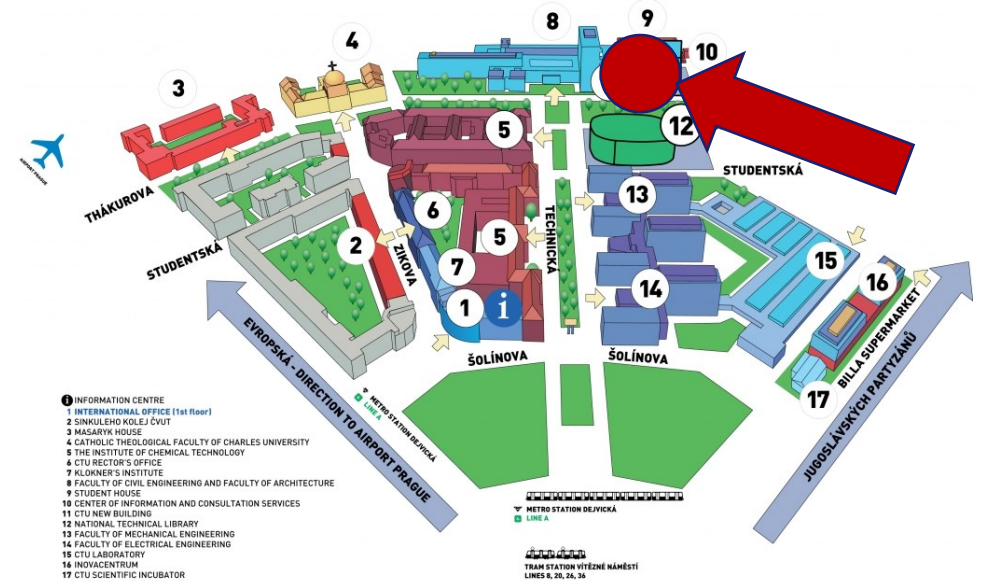 8
9
10
4
3
5
12
STUDENTSKÁ
AIRPORT PRAGUE
THÁKUROVA
13
6
TECHNICKÁ
STUDENTSKÁ
2
ZIKOVA
5
7
15
14
16
1
i
BILLA SUPERMARKET
EVROPSKÁ - DIRECTION TO AIRPORT PRAGUE
ŠOLÍNOVA
ŠOLÍNOVA
17
JUGOSLÁVSKÝCH PARTYZÁNŮ
METRO STATION DEJVICKÁ
LINE A
i INFORMATION CENTRE
1 INTERNATIONAL OFFICE (1st floor)
2 SINKULEHO KOLEJ ČVUT
3 MASARYK HOUSE
4 CATHOLIC THEOLOGICAL FACULTY OF CHARLES UNIVERSITY
5 THE INSTITUTE OF CHEMICAL TECHNOLOGY
6 CTU RECTOR'S OFFICE
7 KLOKNER'S INSTITUTE
8 FACULTY OF CIVIL ENGINEERING AND FACULTY OF ARCHITECTURE
9 STUDENT HOUSE
10 CENTER OF INFORMATION AND CONSULTATION SERVICES
11 CTU NEW BUILDING
12 NATIONAL TECHNICAL LIBRARY
13 FACULTY OF MECHANICAL ENGINEERING
14 FACULTY OF ELECTRICAL ENGINEERING
15 CTU LABORATORY
16 INOVACENTRUM
17 CTU SCIENTIFIC INCUBATOR
METRO STATION DEJVICKÁ
LINE A
TRAM STATION VÍTĚZNÉ NÁMĚSTÍ
LINES 8, 20, 26, 36